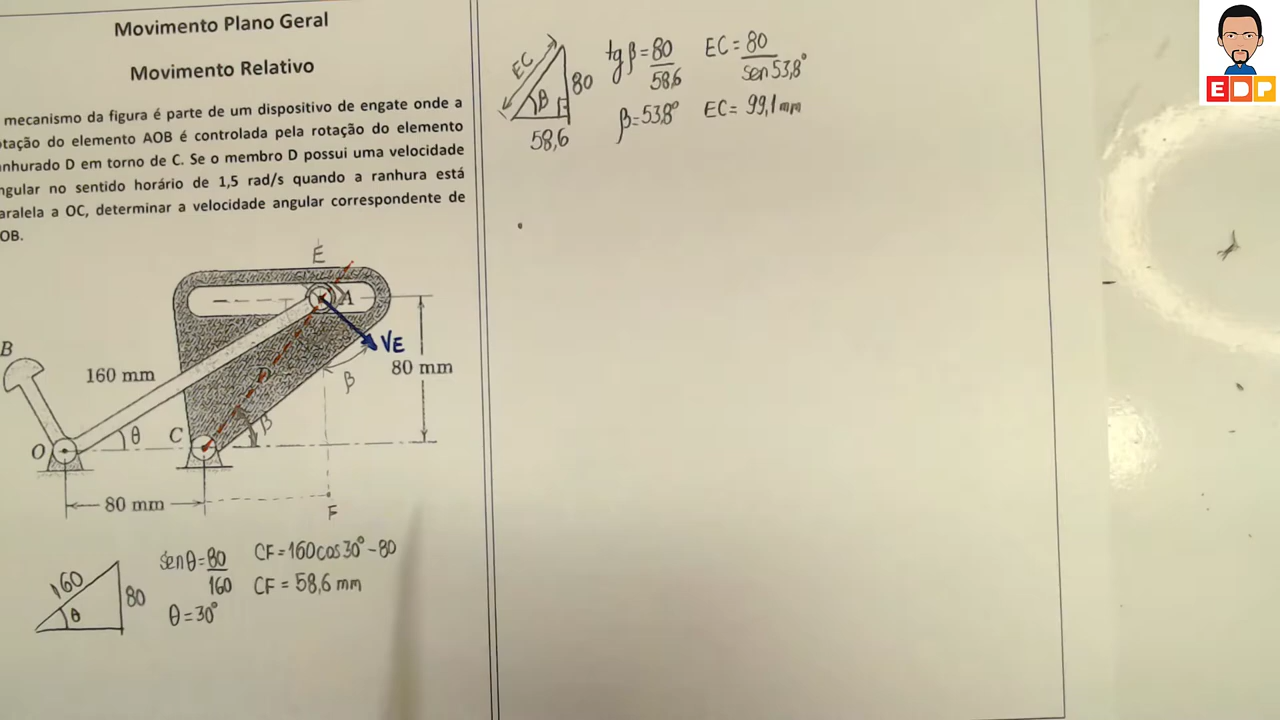 Movimento Plano Geral
Movimento Relativo
mecanismo da figura é parte de um dispositivo de engate onde a
otação do elemento AOB é controlada pela rotação do elemento
anhurado D em torno de C. Se o membro D possui uma velocidade
ngular no sentido horário de 1,5 rad/s quando a ranhura está
aralela a OC, determinar a velocidade angular correspondente de
OB.
E
A
VE
B
160 mm
D
β
80 mm
O
θ
C
β
80 mm
F
160
80
θ
sen θ = 80
160
θ = 30°
CF = 160 cos 30° - 80
CF = 58,6 mm
EC
80
β
58,6
tg β = 80
58,6
β = 53,8°
EC = 80
sen 53,8°
EC = 99,1 mm
EDP